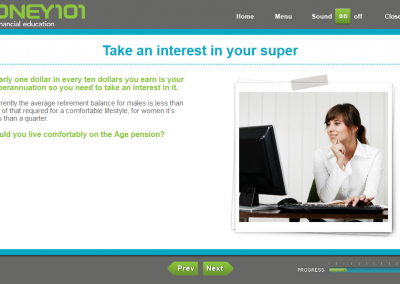 ONEY101
nancial education
Home Menu Sound on off Close
Take an interest in your super
arly one dollar in every ten dollars you earn is your
perannuation so you need to take an interest in it.
rrently the average retirement balance for males is less than
of that required for a comfortable lifestyle, for women it's
s than a quarter.
uld you live comfortably on the Age pension?
Prev Next
PROGRESS